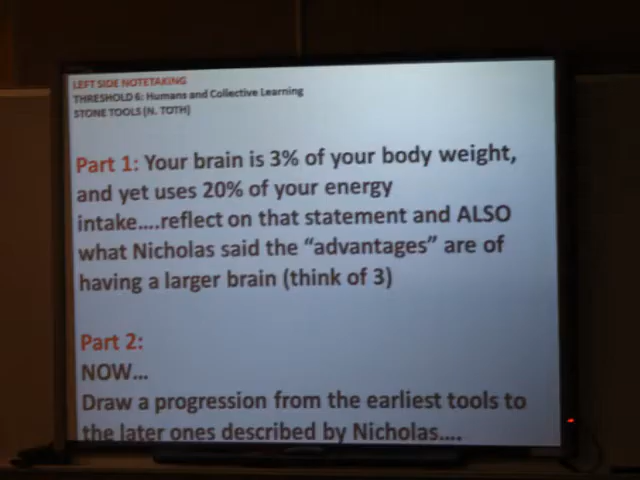 LEFT SIDE NOTETAKING
THRESHOLD 6: Humans and Collective Learning
STONE TOOLS (N. TOTH)
Part 1: Your brain is 3% of your body weight,
and yet uses 20% of your energy
intake....reflect on that statement and ALSO
what Nicholas said the “advantages” are of
having a larger brain (think of 3)
Part 2:
NOW...
Draw a progression from the earliest tools to
the later ones described by Nicholas....